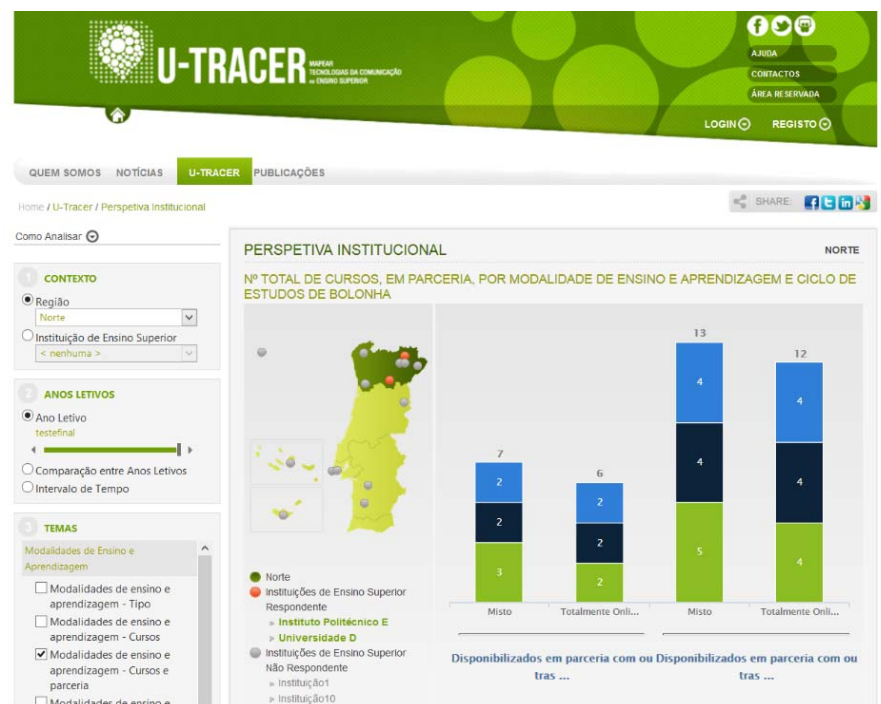 U-TRACER
MAPEAR
TECNOLOGIAS DA COMUNICAÇÃO
no ENSINO SUPERIOR
AJUDA
CONTACTOS
ÁREA RESERVADA
LOGIN
REGISTO
QUEM SOMOS NOTÍCIAS U-TRACER PUBLICAÇÕES
Home / U-Tracer / Perspetiva Institucional
SHARE:
Como Analisar
1 CONTEXTO
Região
Norte
Instituição de Ensino Superior
< nenhuma >
2 ANOS LETIVOS
Ano Letivo
testefinal
Comparação entre Anos Letivos
Intervalo de Tempo
3 TEMAS
Modalidades de Ensino e
Aprendizagem
Modalidades de ensino e
aprendizagem - Tipo
Modalidades de ensino e
aprendizagem - Cursos
Modalidades de ensino e
aprendizagem - Cursos e
parceria
Modalidades de ensino e
PERSPETIVA INSTITUCIONAL
NORTE
Nº TOTAL DE CURSOS, EM PARCERIA, POR MODALIDADE DE ENSINO E APRENDIZAGEM E CICLO DE
ESTUDOS DE BOLONHA
Norte
Instituições de Ensino Superior
Respondente
» Instituto Politécnico E
» Universidade D
Instituições de Ensino Superior
Não Respondente
» Instituição1
» Instituição10
7
2
2
3
6
2
2
2
13
4
4
5
12
4
4
4
Misto
Totalmente Onli...
Misto
Totalmente Onli...
Disponibilizados em parceria com ou
tras ...
Disponibilizados em parceria com ou
tras ...